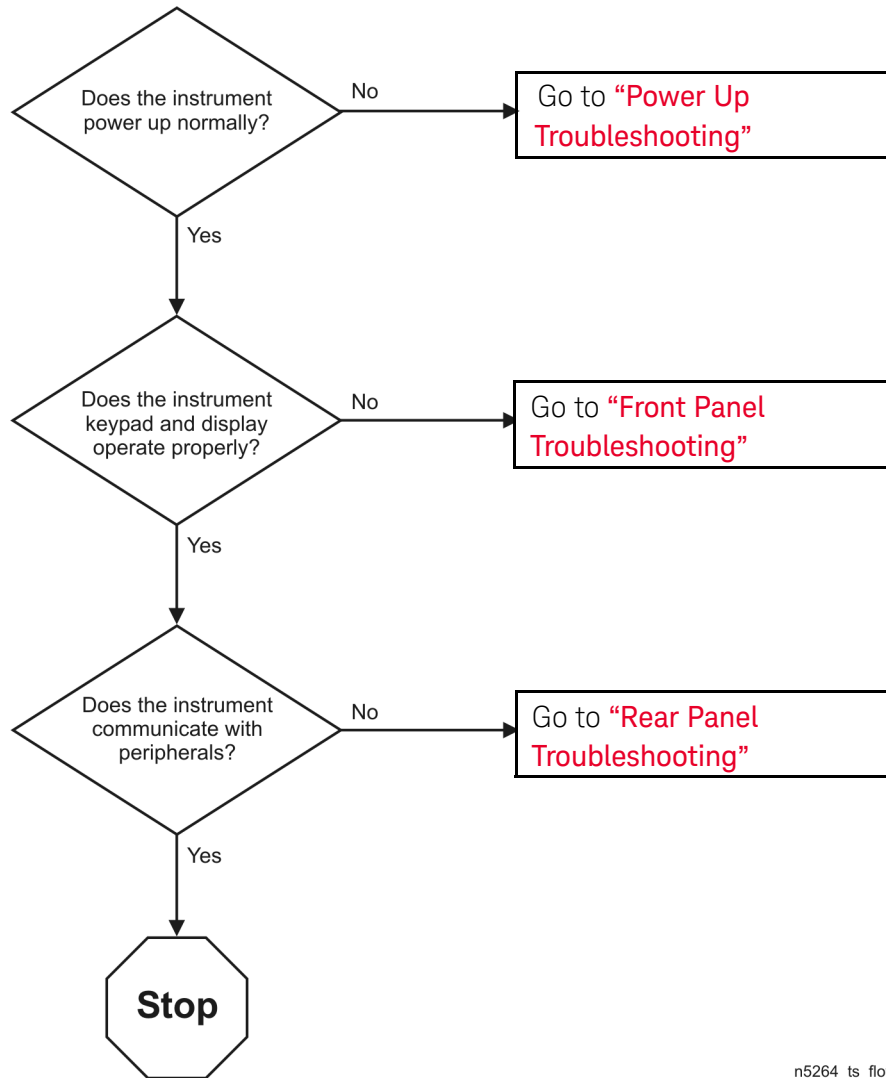 Does the instrument
power up normally?
No
Go to “Power Up
Troubleshooting”
Yes
Does the instrument
keypad and display
operate properly?
No
Go to “Front Panel
Troubleshooting”
Yes
Does the instrument
communicate with
peripherals?
No
Go to “Rear Panel
Troubleshooting”
Yes
Stop
n5264_ts_flo